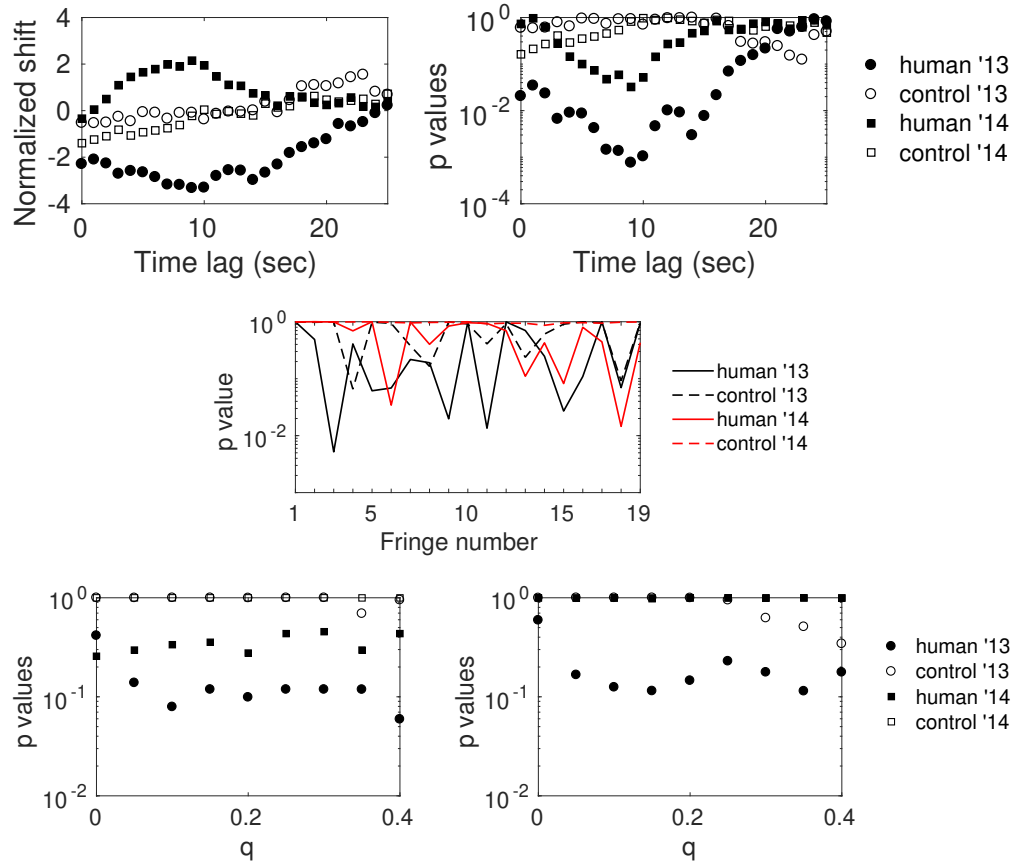 Normalized shift
4
2
0
-2
-4
0
10
20
Time lag (sec)
p values
10^0
10^-2
10^-4
0
10
20
Time lag (sec)
human '13
control '13
human '14
control '14
p value
10^0
10^-2
1
5
10
15
19
Fringe number
human '13
control '13
human '14
control '14
p values
10^0
10^-1
10^-2
0
0.2
0.4
q
p values
10^0
10^-1
10^-2
0
0.2
0.4
q
human '13
control '13
human '14
control '14